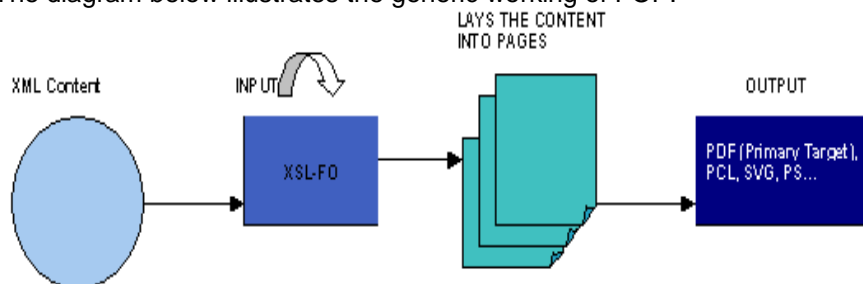 The diagram below illustrates the generic working of FOP.
LAYS THE CONTENT
INTO PAGES
XML Content
INPUT
OUTPUT
XSL-FO
PDF(Primary Target),
PCL, SVG, PS...